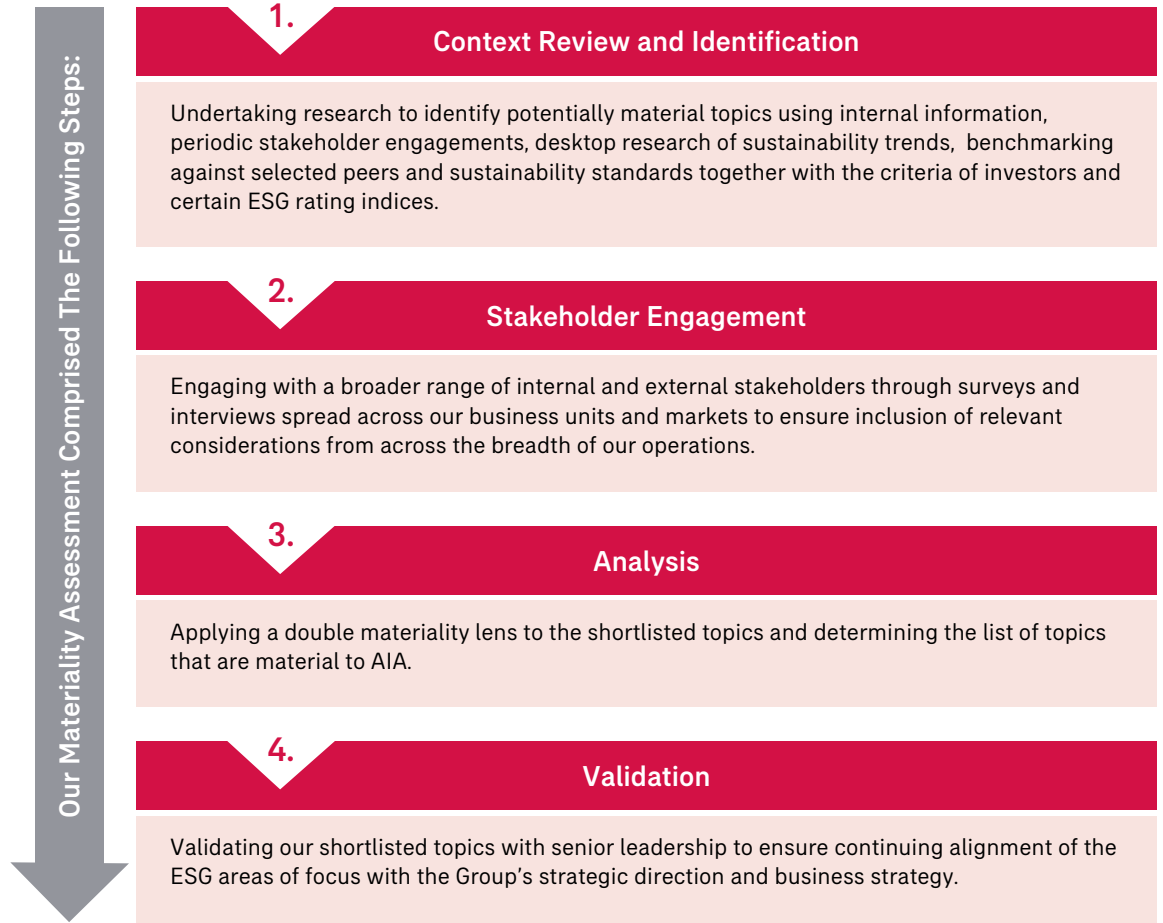 Our Materiality Assessment Comprised The Following Steps:
1.
Context Review and Identification
Undertaking research to identify potentially material topics using internal information,
periodic stakeholder engagements, desktop research of sustainability trends, benchmarking
against selected peers and sustainability standards together with the criteria of investors and
certain ESG rating indices.
2.
Stakeholder Engagement
Engaging with a broader range of internal and external stakeholders through surveys and
interviews spread across our business units and markets to ensure inclusion of relevant
considerations from across the breadth of our operations.
3.
Analysis
Applying a double materiality lens to the shortlisted topics and determining the list of topics
that are material to AIA.
4.
Validation
Validating our shortlisted topics with senior leadership to ensure continuing alignment of the
ESG areas of focus with the Group's strategic direction and business strategy.